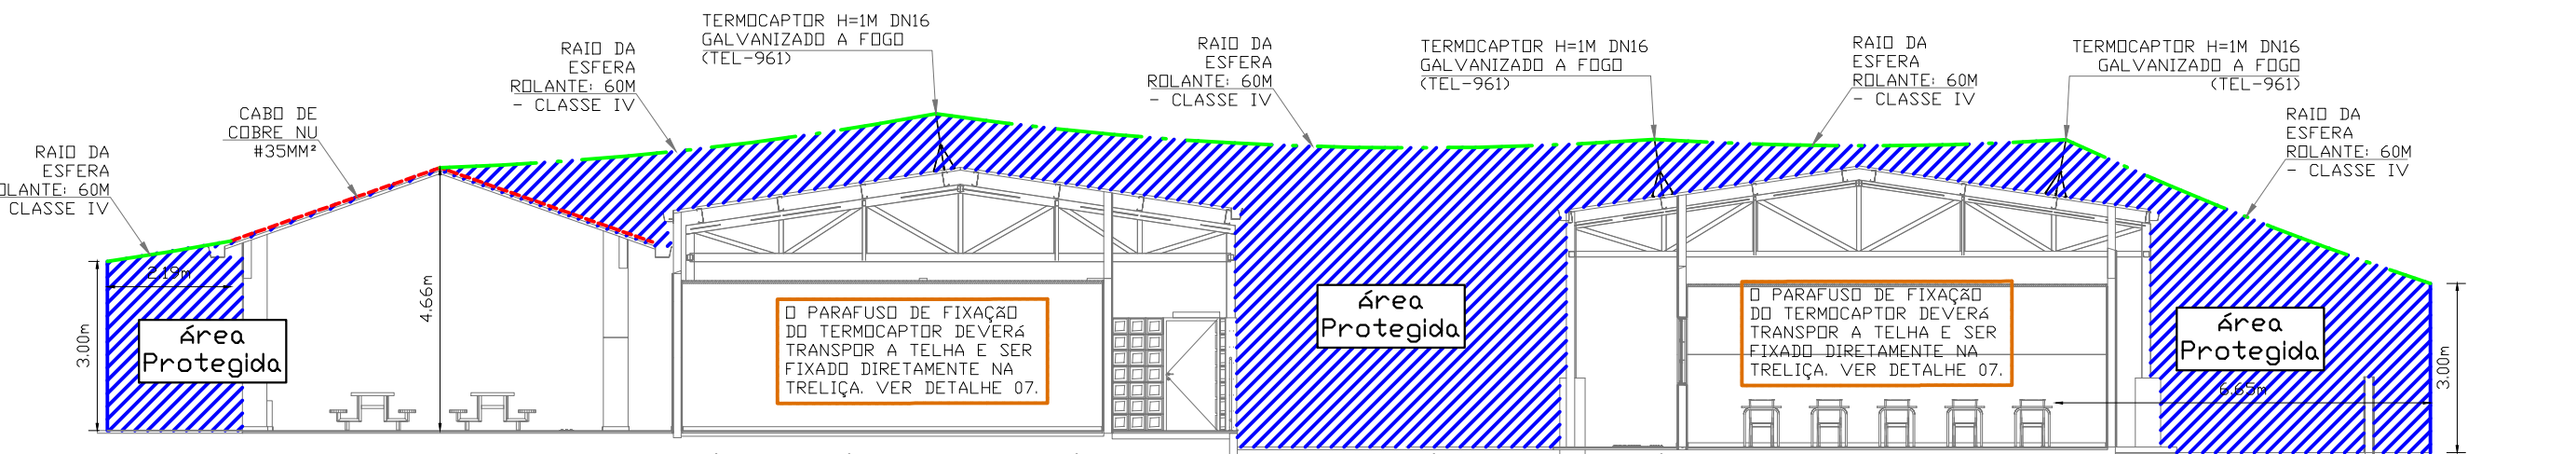 TERMOCAPTOR H=1M DN16
GALVANIZADO A FOGO
(TEL-961)
RAIO DA
ESFERA
ROLANTE: 60M
- CLASSE IV
CABO DE
COBRE NU
#35MM²
RAIO DA
ESFERA
OLANTE: 60M
CLASSE IV
RAIO DA
ESFERA
ROLANTE: 60M
- CLASSE IV
TERMOCAPTOR H=1M DN16
GALVANIZADO A FOGO
(TEL-961)
RAIO DA
ESFERA
ROLANTE: 60M
- CLASSE IV
TERMOCAPTOR H=1M DN16
GALVANIZADO A FOGO
(TEL-961)
RAIO DA
ESFERA
ROLANTE: 60M
- CLASSE IV
2.19m
3.00m
Área
Protegida
4.66m
O PARAFUSO DE FIXAÇÃO
DO TERMOCAPTOR DEVERÁ
TRANSPOR A TELHA E SER
FIXADO DIRETAMENTE NA
TRELIÇA. VER DETALHE 07.
Área
Protegida
O PARAFUSO DE FIXAÇÃO
DO TERMOCAPTOR DEVERÁ
TRANSPOR A TELHA E SER
FIXADO DIRETAMENTE NA
TRELIÇA. VER DETALHE 07.
Área
Protegida
6.65m
3.00m